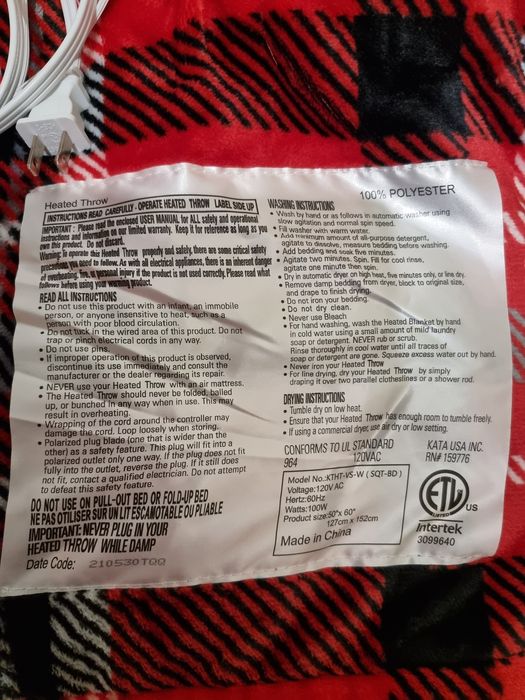 Heated Throw
INSTRUCTIONS READ CAREFULLY - OPERATE HEATED THROW LABEL SIDE UP
IMPORTANT: Please read the enclosed USER MANUAL for ALL safety and operational
instructions and information on our limited warranty. Keep it for reference as long as you
own this product. Do not discard.
Warning: To operate this Heated Throw properly and safely, there are some critical safety
precautions you need to follow. As with all electrical appliances, there is an inherent danger
of overheating, fire, or personal injury if the product is not used correctly. Please read what
follows before using your warming product.
READ ALL INSTRUCTIONS
• Do not use this product with an infant, an immobile
person, or anyone insensitive to heat, such as a
person with poor blood circulation.
• Do not tuck in the wired area of this product. Do not
trap or pinch electrical cords in any way.
• Do not use pins.
• If improper operation of this product is observed,
discontinue its use immediately and consult the
manufacturer or the dealer regarding its repair.
• NEVER use your Heated Throw with an air mattress.
• The Heated Throw should never be folded, balled
up, or bunched in any way when in use. This may
result in overheating.
• Wrapping of the cord around the controller may
damage the cord. Loop loosely when storing.
• Polarized plug blade (one that is wider than the
other) as a safety feature. This plug will fit into a
polarized outlet only one way. If the plug does not fit
fully into the outlet, reverse the plug. If it still does
not fit, contact a qualified electrician. Do not attempt
to defeat this safety feature.
DO NOT USE ON PULL-OUT BED OR FOLD-UP BED
NE PAS OTILISER SUR UN LIT ESCAMOTABLE OU PLIABLE
IMPORTANT: NEVER PLUG IN YOUR
HEATED THROW WHILE DAMP
Date Code: 210530TQQ
100% POLYESTER
WASHING INSTRUCTIONS
• Wash by hand or as follows in automatic washer using
slow agitation and normal spin speed.
• Fill washer with warm water.
• Add minimum amount of all-purpose detergent,
agitate to dissolve, measure bedding before washing.
• Add bedding and soak five minutes.
• Agitate two minutes. Spin. Fill for cool rinse,
agitate one minute then spin.
• Dry in automatic dryer on high heat, five minutes only, or line dry.
• Remove damp bedding from dryer, block to original size,
and drape to finish drying.
• Do not iron your bedding.
• Do not dry clean.
• Never use Bleach
• For hand washing, wash the Heated Blanket by hand
in cold water using a small amount of mild laundry
soap or detergent. NEVER rub or scrub.
Rinse thoroughly in cool water until all traces of
soap or detergent are gone. Squeeze excess water out by hand.
• Never iron your Heated Throw
• For line drying, dry your Heated Throw by simply
draping it over two parallel clotheslines or a shower rod.
DRYING INSTRUCTIONS
• Tumble dry on low heat.
• Ensure that your Heated Throw has enough room to tumble freely.
• If using a commercial dryer, use air dry or low setting.
CONFORMS TO UL STANDARD
964 120VAC
KATA USA INC.
RN# 159776
Model No.:KTHT-VS-W ( SQT-BD )
Voltage:120V AC
Hertz:60Hz
Watts:100W
Product size:50"x 60"
127cm x 152cm
Made in China
ETL
LISTED
US
Intertek
3099640